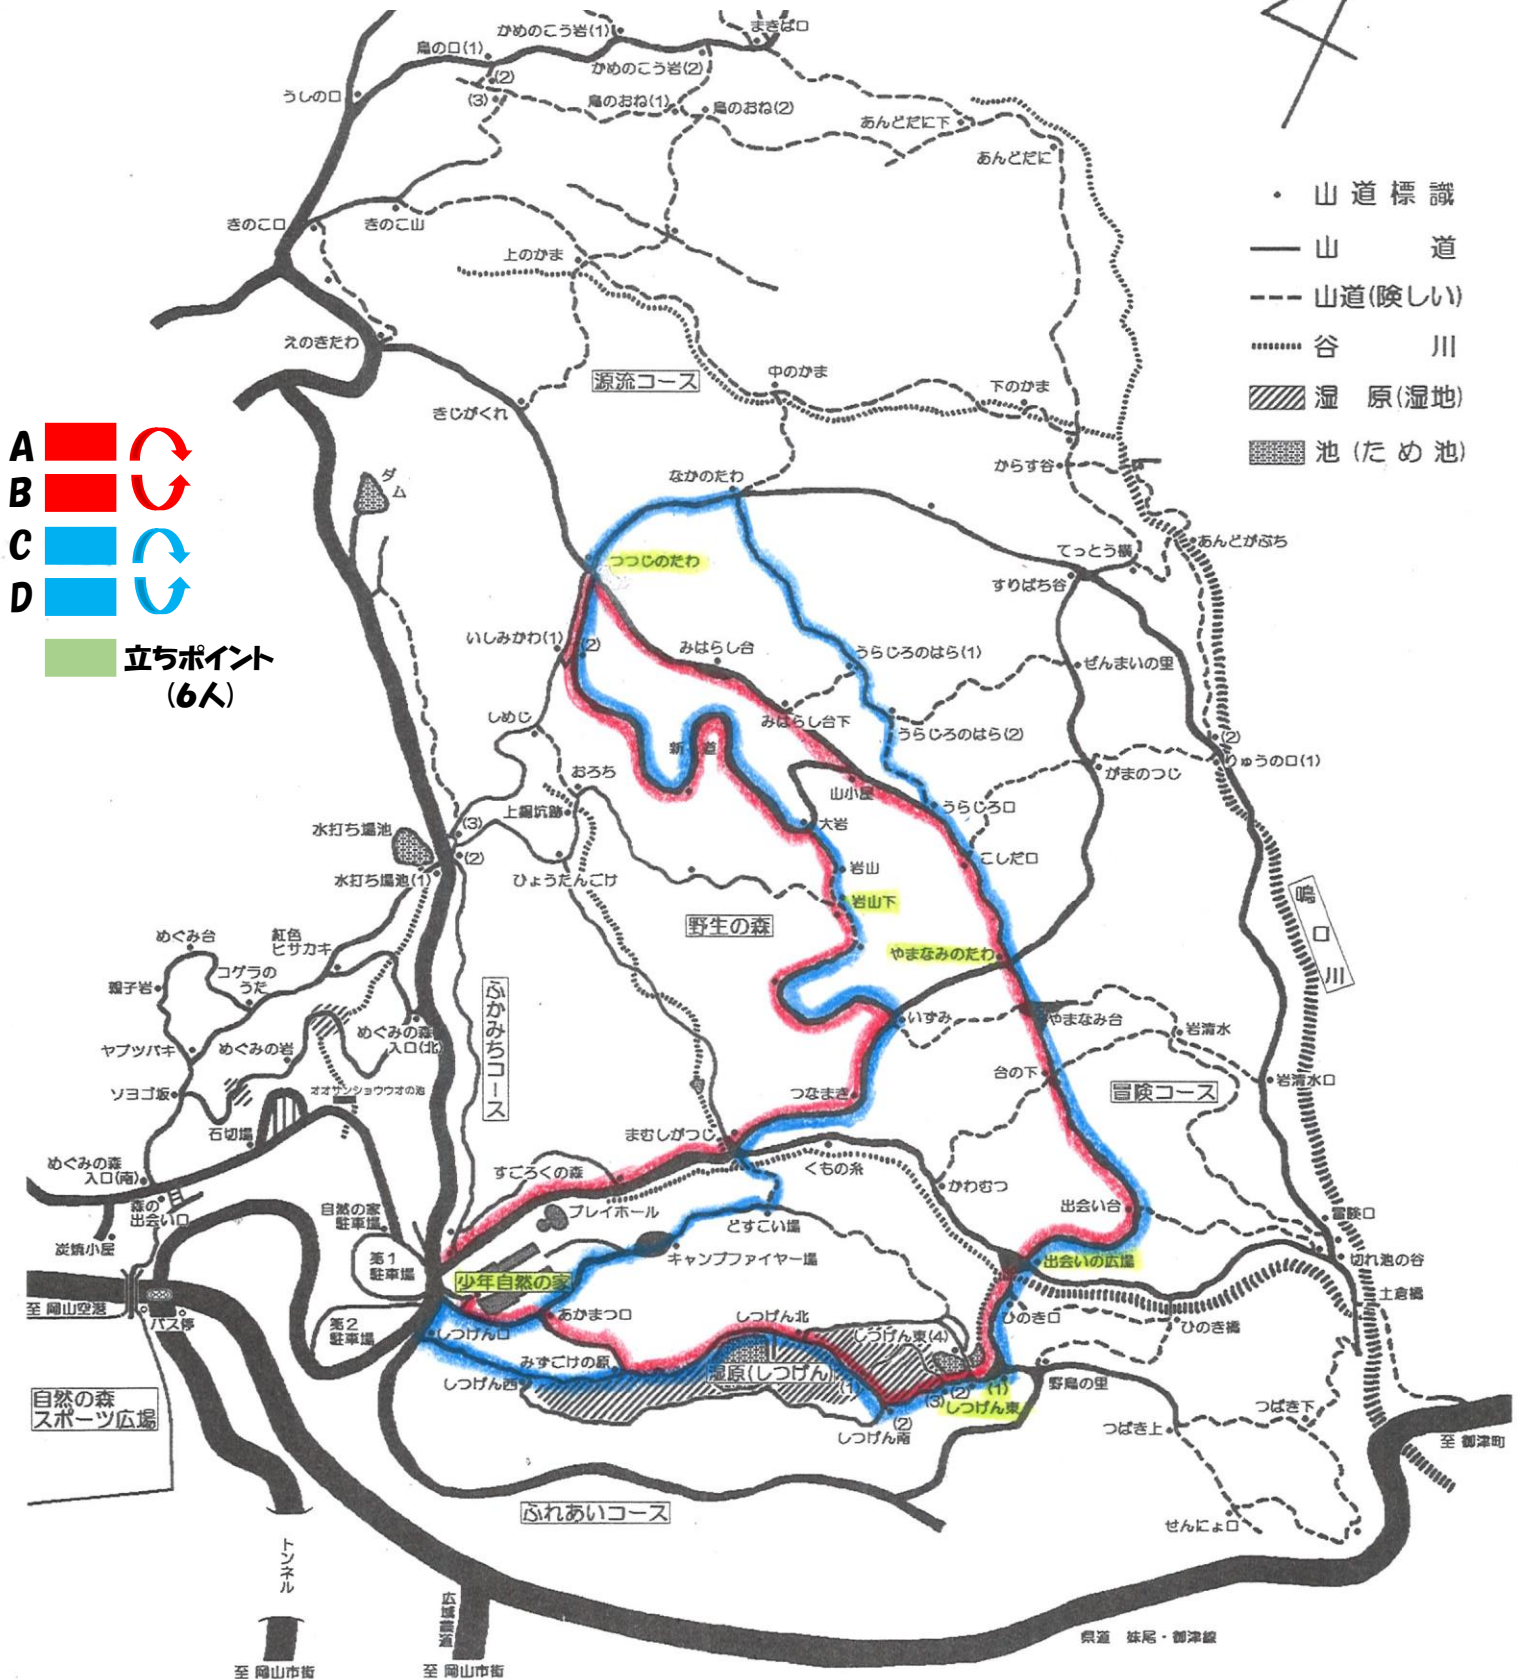 まきば口
かめのこう岩(1)
鳥の口(1)
かめのこう岩(2)
(2)
うしの口
(3)
鳥のおね(1)
鳥のおね(2)
あんどだに下
あんどだに
・ 山道標識
山道
山道(険しい)
谷川
湿原(湿地)
池(ため池)
きのこ口
きのこ山
上のかま
えのきたわ
源流コース
中のかま
下のかま
きじがくれ
A
B
C
D
立ちポイント
(6人)
ダム
なかのたわ
からす谷
あんどがぶち
てっとう横
すりばち谷
つつじのたわ
いしみかわ(1)
(2)
みはらし台
うらじろのはら(1)
ぜんまいの里
しめじ
みはらし台下
うらじろのはら(2)
新道
(2)
りゅうの口(1)
がまのつじ
おろち
山小屋
上掘坑跡
大岩
うらじろ口
水打ち場池
(3)
(2)
こしだ口
水打ち場池(1)
ひょうたんごけ
岩山
岩山下
鳴口川
野生の森
やまなみのたわ
めぐみ台
紅色
ヒサカキ
コゲラの
うた
親子岩
ふかみちコース
めぐみの森
入口(北)
いずみ
やまなみ台
岩清水
ヤブツバキ
めぐみの岩
台の下
岩清水口
冒険コース
ソヨゴ坂
オオサンショウウオの池
つなまき
石切場
まむしがつじ
くもの糸
かわむつ
めぐみの森
入口(南)
すごろくの森
出会い台
冒険口
森の
出会い口
自然の家
駐車場
プレイホール
どすこい場
炭焼小屋
第1
駐車場
キャンプファイヤー場
出会いの広場
切れ池の谷
少年自然の家
土倉橋
至 岡山空港
バス停
第2
駐車場
しつげん口
あかまつ口
しつげん北
ひのき口
ひのき橋
しつげん東(4)
みずごけの原
しつげん西
湿原(しつげん)
(1)
(2)
(3)
(2)
(1)
しつげん東
野鳥の里
しつげん南
つばき上
つばき下
至 御津町
自然の森
スポーツ広場
せんにょ口
ふれあいコース
トンネル
広域農道
県道 妹尾・御津線
至 岡山市街
至 岡山市街